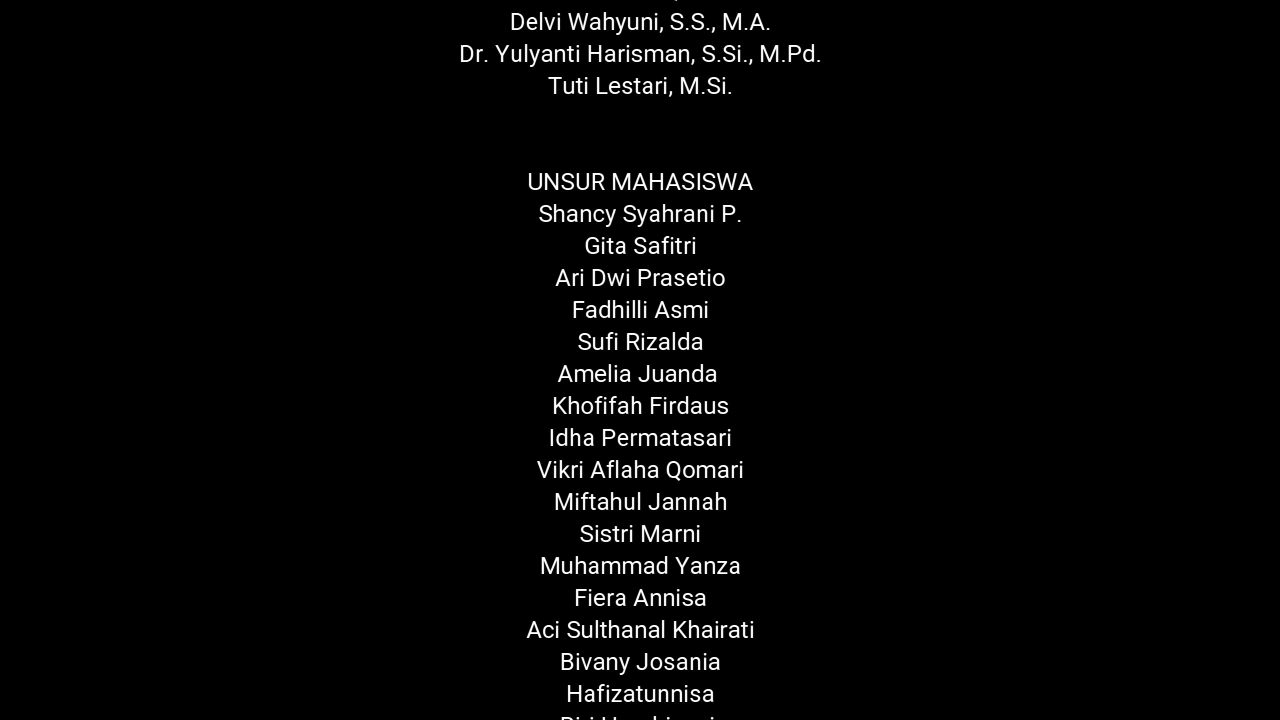 Delvi Wahyuni, S.S., M.A.
Dr. Yulyanti Harisman, S.Si., M.Pd.
Tuti Lestari, M.Si.
UNSUR MAHASISWA
Shancy Syahrani P.
Gita Safitri
Ari Dwi Prasetio
Fadhilli Asmi
Sufi Rizalda
Amelia Juanda
Khofifah Firdaus
Idha Permatasari
Vikri Aflaha Qomari
Miftahul Jannah
Sistri Marni
Muhammad Yanza
Fiera Annisa
Aci Sulthanal Khairati
Bivany Josania
Hafizatunnisa